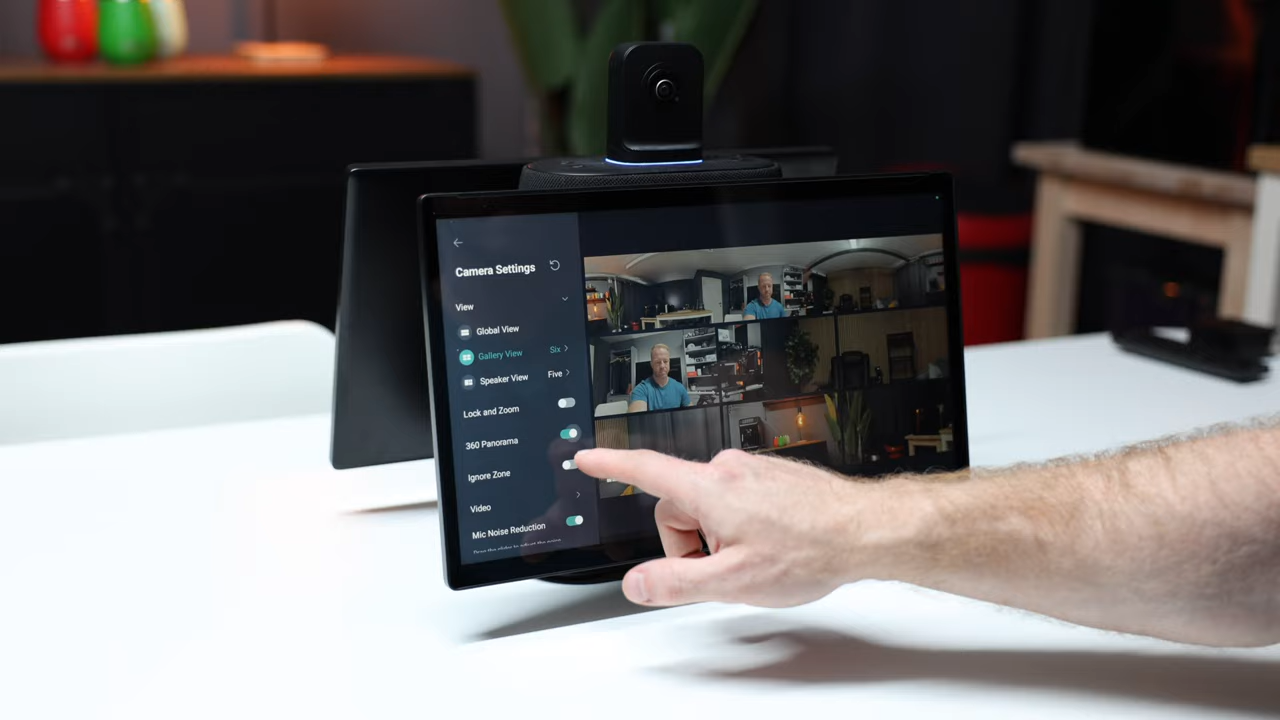 Camera Settings
View
Global View
Gallery View Six
Speaker View Five
Lock and Zoom
360 Panorama
Ignore Zone
Video
Mic Noise Reduction